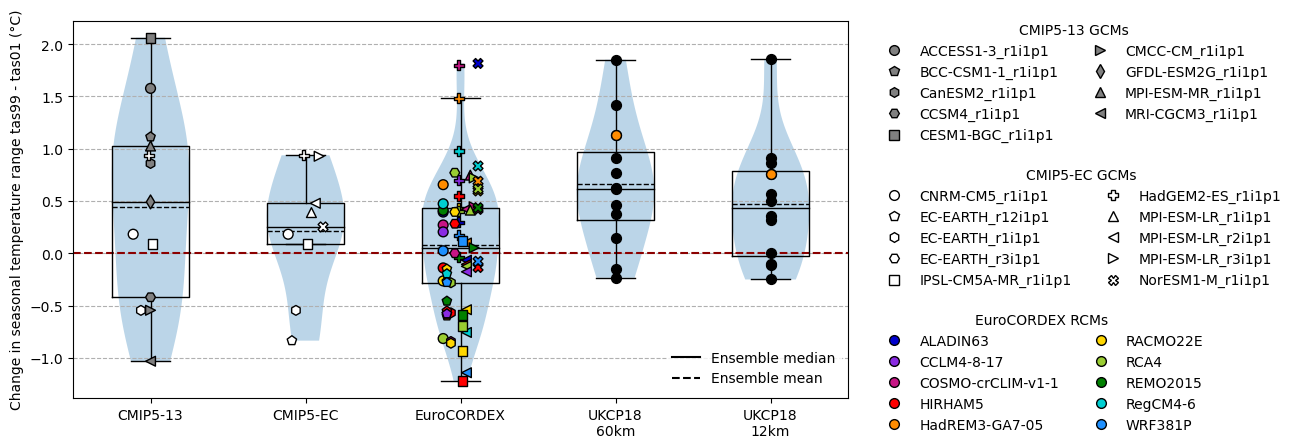 Change in seasonal temperature range tas99 - tas01 (°C)
2.0
1.5
1.0
0.5
0.0
−0.5
−1.0
CMIP5-13
CMIP5-EC
EuroCORDEX
UKCP18
60km
UKCP18
12km
Ensemble median
Ensemble mean
CMIP5-13 GCMs
ACCESS1-3_r1i1p1
BCC-CSM1-1_r1i1p1
CanESM2_r1i1p1
CCSM4_r1i1p1
CESM1-BGC_r1i1p1
CMCC-CM_r1i1p1
GFDL-ESM2G_r1i1p1
MPI-ESM-MR_r1i1p1
MRI-CGCM3_r1i1p1
CMIP5-EC GCMs
CNRM-CM5_r1i1p1
EC-EARTH_r12i1p1
EC-EARTH_r1i1p1
EC-EARTH_r3i1p1
IPSL-CM5A-MR_r1i1p1
HadGEM2-ES_r1i1p1
MPI-ESM-LR_r1i1p1
MPI-ESM-LR_r2i1p1
MPI-ESM-LR_r3i1p1
NorESM1-M_r1i1p1
EuroCORDEX RCMs
ALADIN63
CCLM4-8-17
COSMO-crCLIM-v1-1
HIRHAM5
HadREM3-GA7-05
RACMO22E
RCA4
REMO2015
RegCM4-6
WRF381P